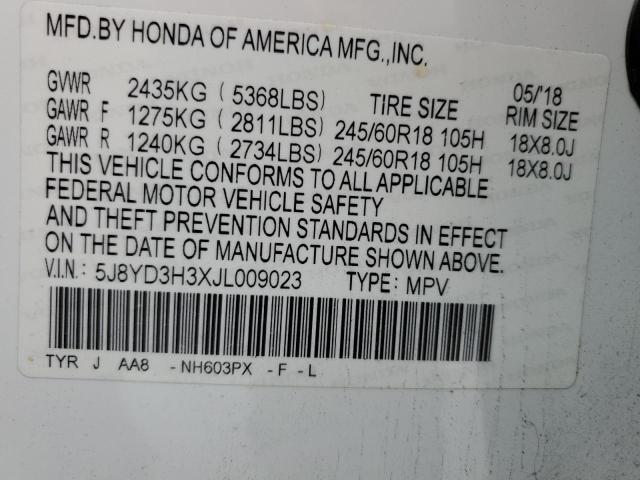 MFD.BY HONDA OF AMERICA MFG.,INC.
05/'18
GVWR 2435KG ( 5368LBS) TIRE SIZE RIM SIZE
GAWR F 1275KG ( 2811LBS) 245/60R18 105H 18X8.0J
GAWR R 1240KG ( 2734LBS) 245/60R18 105H 18X8.0J
THIS VEHICLE CONFORMS TO ALL APPLICABLE
FEDERAL MOTOR VEHICLE SAFETY
AND THEFT PREVENTION STANDARDS IN EFFECT
ON THE DATE OF MANUFACTURE SHOWN ABOVE.
V.I.N.: 5J8YD3H3XJL009023 TYPE: MPV
TYR J AA8 - NH603PX - F - L